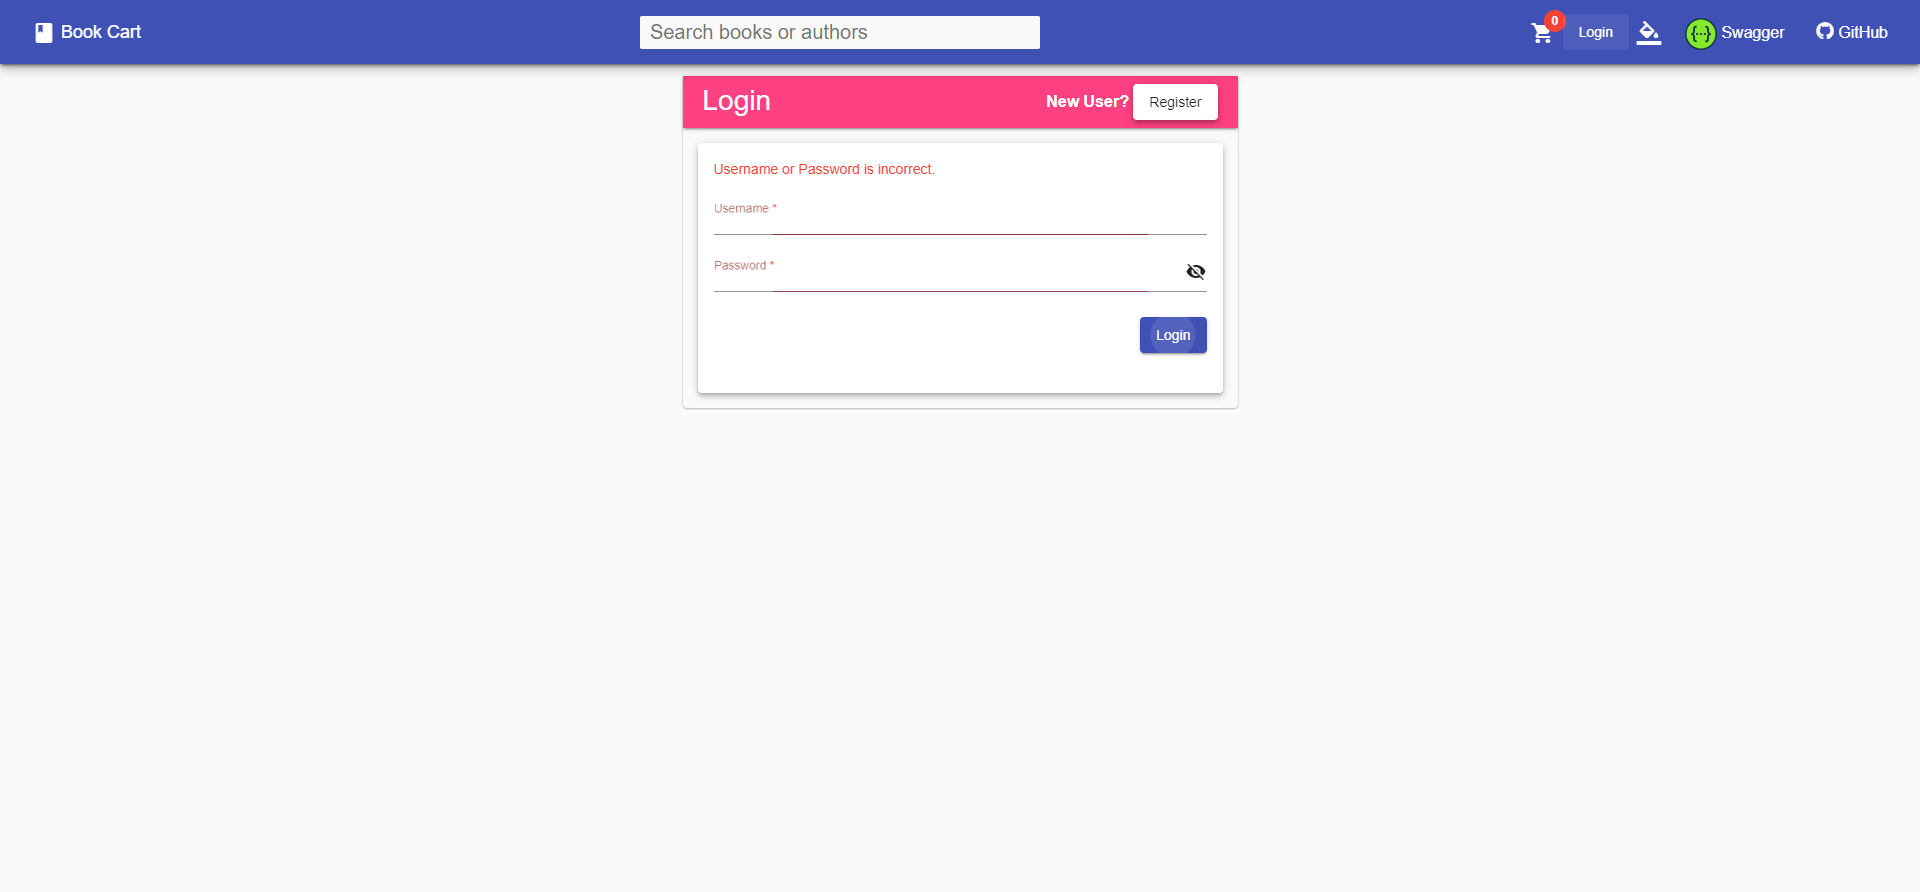 Book Cart
Search books or authors
0
Login
{···} Swagger
GitHub
Login
New User? Register
Username or Password is incorrect.
Username *
Password *
Login